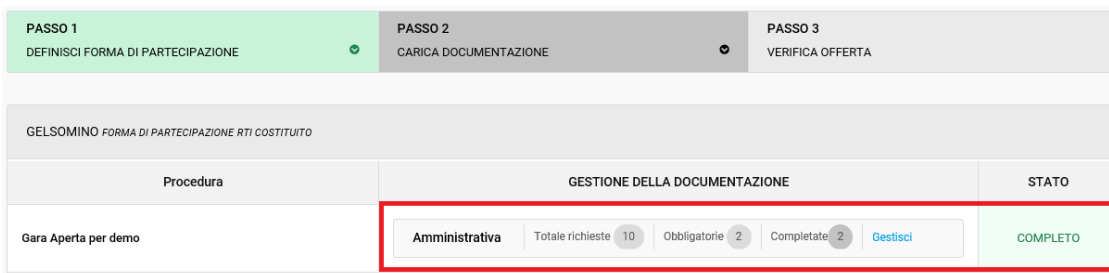 PASSO 1
DEFINISCI FORMA DI PARTECIPAZIONE
PASSO 2
CARICA DOCUMENTAZIONE
PASSO 3
VERIFICA OFFERTA
GELSOMINO FORMA DI PARTECIPAZIONE RTI COSTITUITO
Procedura GESTIONE DELLA DOCUMENTAZIONE STATO
Gara Aperta per demo Amministrativa Totale richieste 10 Obbligatorie 2 Completate 2 Gestisci COMPLETO